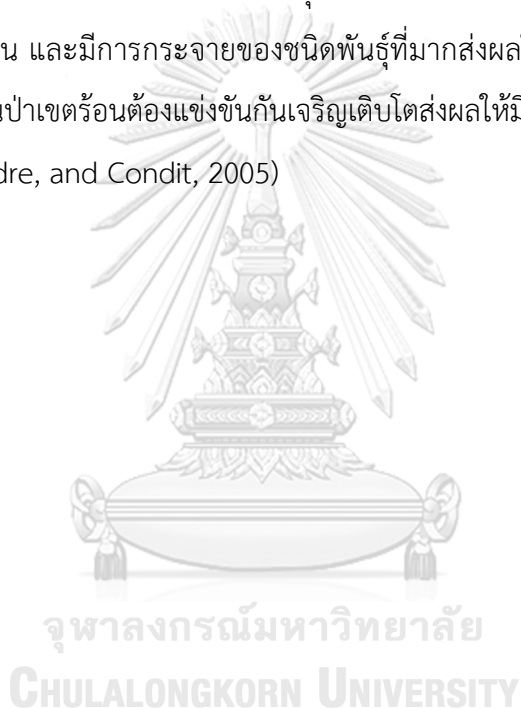 น และมีการกระจายของชนิดพันธุ์ที่มากส่งผลใ
นป่าเขตร้อนต้องแข่งขันกันเจริญเติบโตส่งผลให้มี
dre, and Condit, 2005)
จุฬาลงกรณ์มหาวิทยาลัย
CHULALONGKORN UNIVERSITY